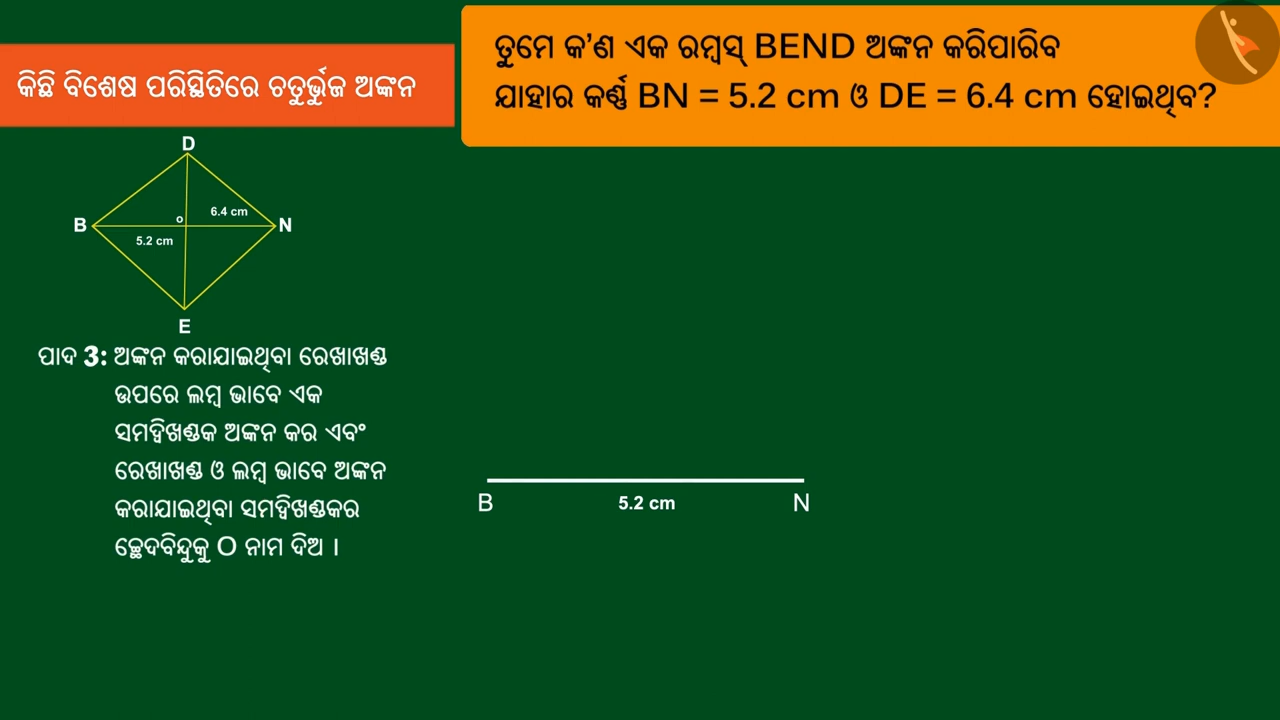 କିଛି ବିଶେଷ ପରିସ୍ଥିତିରେ ଚତୁର୍ଭୁଜ ଅଙ୍କନ
ତୁମେ କ’ଣ ଏକ ରମ୍ବସ୍ BEND ଅଙ୍କନ କରିପାରିବ
ଯାହାର କର୍ଣ୍ଣ BN = 5.2 cm ଓ DE = 6.4 cm ହୋଇଥିବ?
D
B
o
6.4 cm
N
5.2 cm
E
ପାଦ 3: ଅଙ୍କନ କରାଯାଇଥିବା ରେଖାଖଣ୍ଡ
ଉପରେ ଲମ୍ବ ଭାବେ ଏକ
ସମଦ୍ବିଖଣ୍ଡକ ଅଙ୍କନ କର ଏବଂ
ରେଖାଖଣ୍ଡ ଓ ଲମ୍ବ ଭାବେ ଅଙ୍କନ
କରାଯାଇଥିବା ସମଦ୍ବିଖଣ୍ଡକର
ଚ୍ଛେଦବିନ୍ଦୁକୁ O ନାମ ଦିଅ ।
B
5.2 cm
N